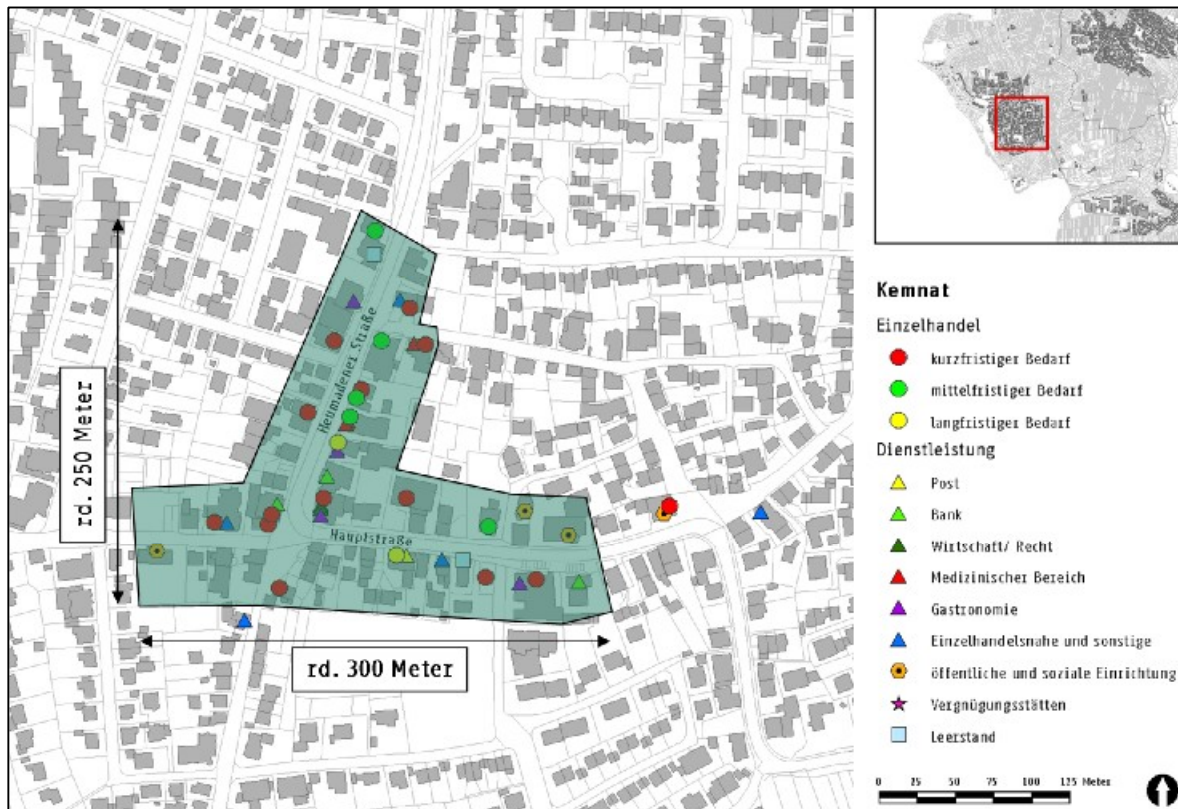 Heumadener Straße
Hauptstraße
rd. 250 Meter
rd. 300 Meter
Kemnat
Einzelhandel
kurzfristiger Bedarf
mittelfristiger Bedarf
langfristiger Bedarf
Dienstleistung
Post
Bank
Wirtschaft/ Recht
Medizinischer Bereich
Gastronomie
Einzelhandelsnahe und sonstige
öffentliche und soziale Einrichtung
Vergnügungsstätten
Leerstand
0 25 50 75 100 125 Meter